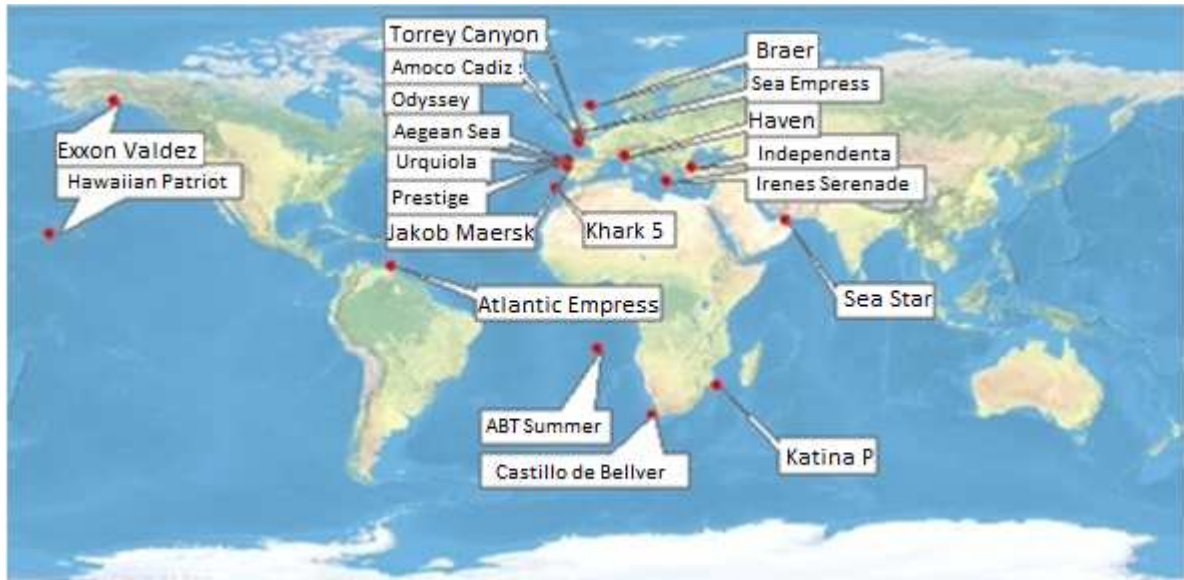 Torrey Canyon
Amoco Cadiz :
Odyssey
Aegean Sea
Urquiola
Prestige
Jakob Maersk
Khark 5
Braer
Sea Empress
Haven
Independenta
Irenes Serenade
Exxon Valdez
Hawaiian Patriot
Atlantic Empress
Sea Star
ABT Summer
Castillo de Bellver
Katina P